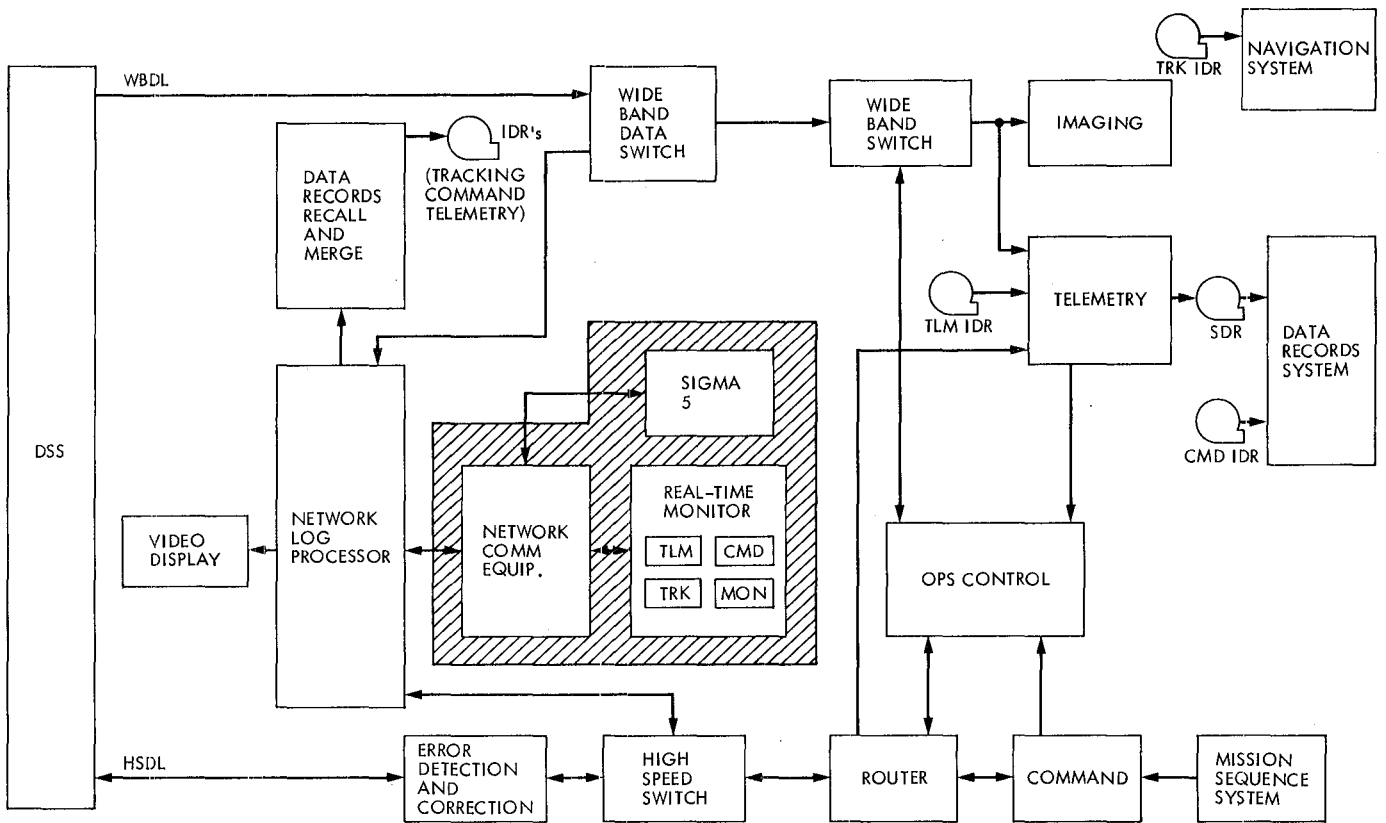 TRK IDR
NAVIGATION
SYSTEM
WBDL
WIDE
BAND
DATA
SWITCH
WIDE
BAND
SWITCH
IMAGING
IDR's
(TRACKING
COMMAND
TELEMETRY)
DATA
RECORDS
RECALL
AND
MERGE
TLM IDR
TELEMETRY
SDR
DATA
RECORDS
SYSTEM
CMD IDR
SIGMA
5
DSS
VIDEO
DISPLAY
NETWORK
LOG
PROCESSOR
NETWORK
COMM
EQUIP.
REAL-TIME
MONITOR
TLM
CMD
TRK
MON
OPS CONTROL
HSDL
ERROR
DETECTION
AND
CORRECTION
HIGH
SPEED
SWITCH
ROUTER
COMMAND
MISSION
SEQUENCE
SYSTEM